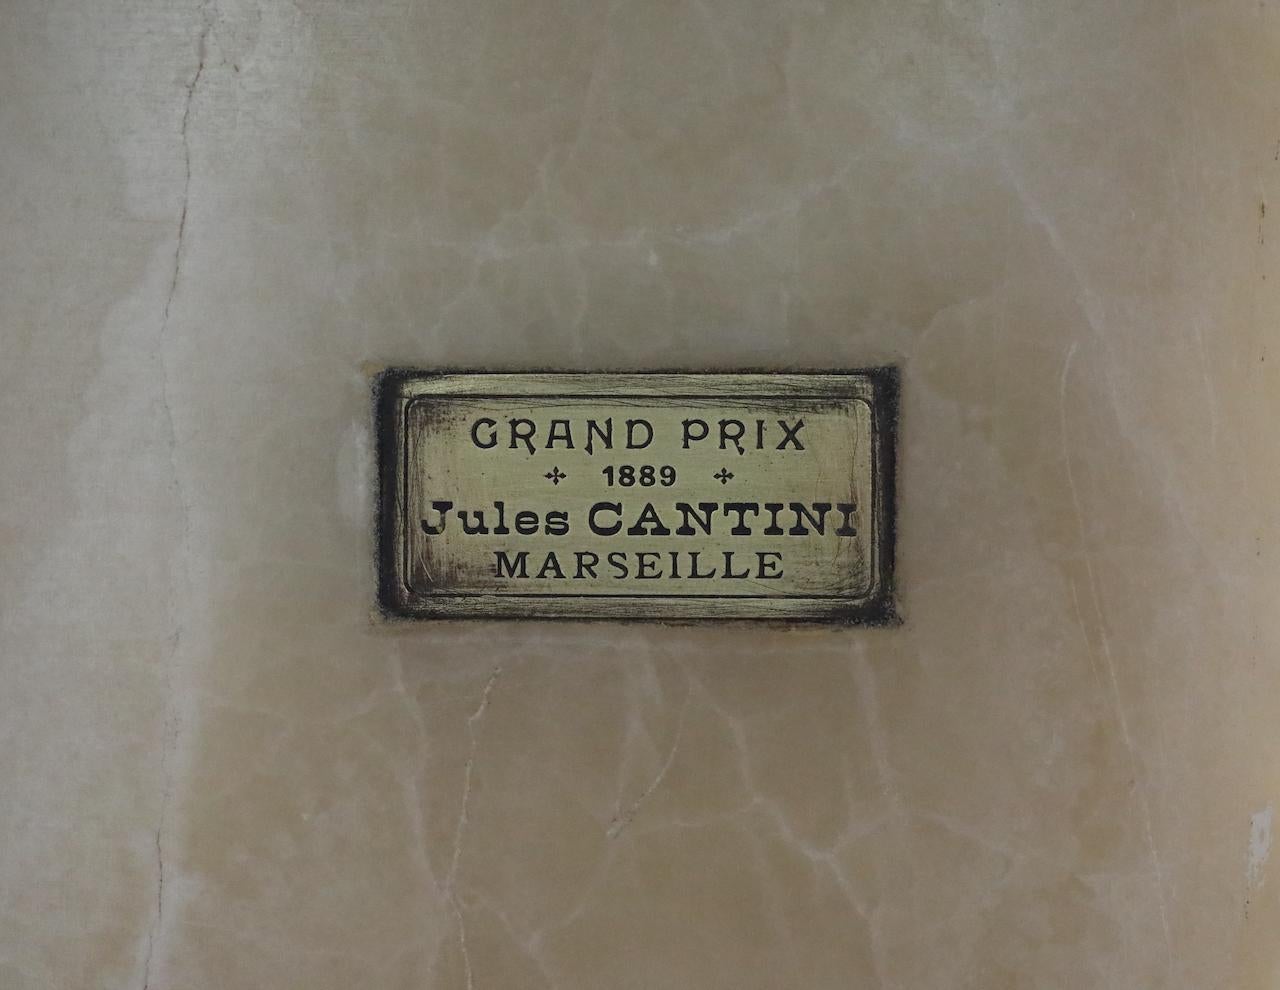 GRAND PRIX
1889
Jules CANTINI
MARSEILLE